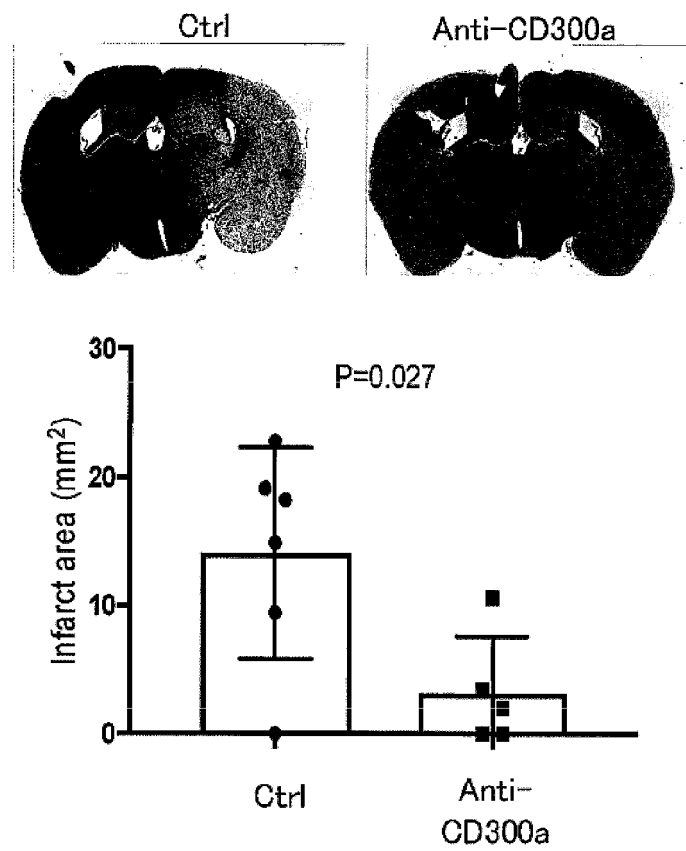 Ctrl
Anti-CD300a
30
P=0.027
20
10
0
Infarct area (mm²)
Ctrl
Anti-
CD300a